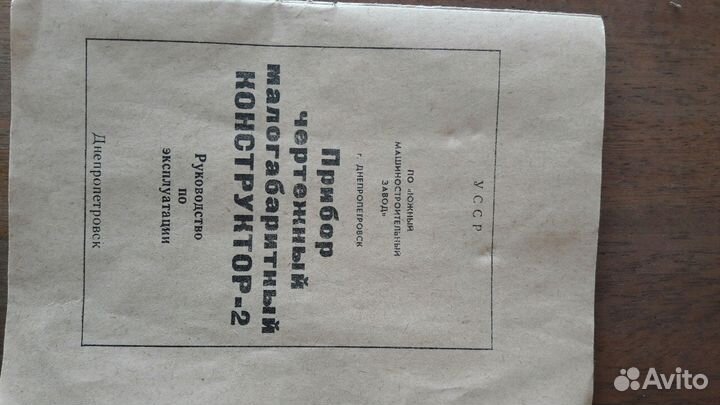 УССР
ПО «ЮЖНЫЙ
МАШИНОСТРОИТЕЛЬНЫЙ
ЗАВОД»
г. ДНЕПРОПЕТРОВСК
Прибор
чертежный
малогабаритный
КОНСТРУКТОР-2
Руководство
по
эксплуатации
Днепропетровск
Avito